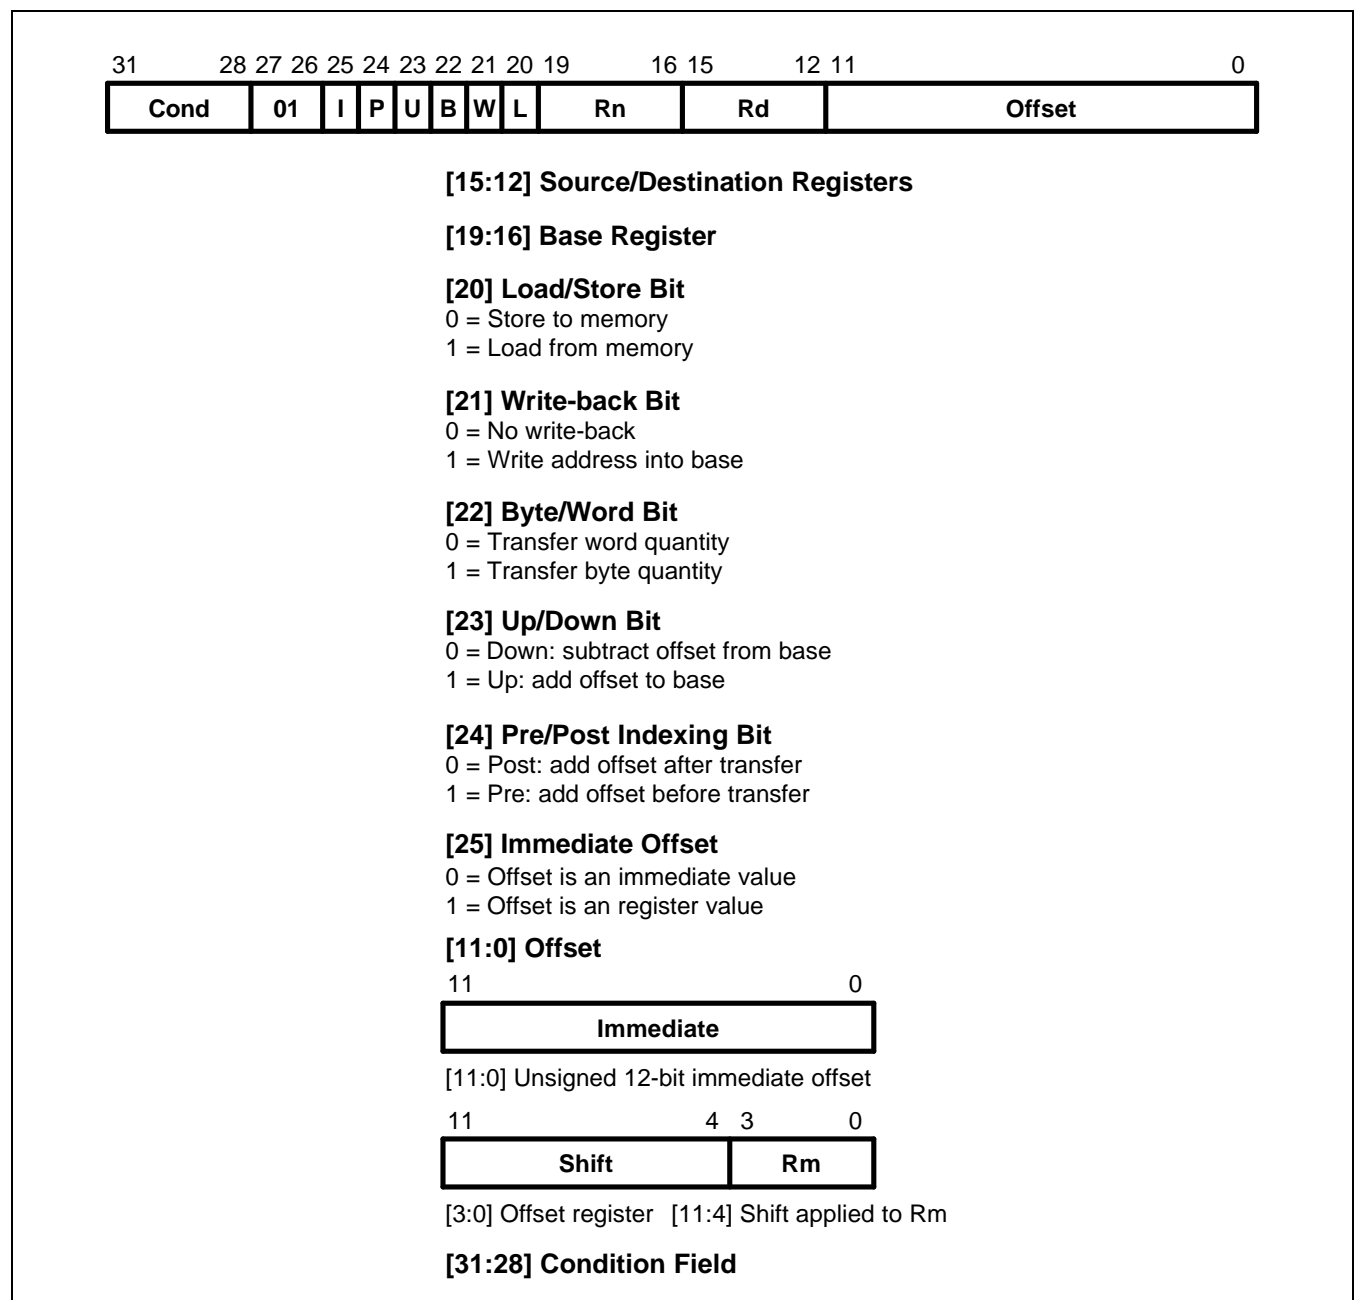 31 28 27 26 25 24 23 22 21 20 19 16 15 12 11 0
Cond 01 I P U B W L Rn Rd Offset
[15:12] Source/Destination Registers
[19:16] Base Register
[20] Load/Store Bit
0 = Store to memory
1 = Load from memory
[21] Write-back Bit
0 = No write-back
1 = Write address into base
[22] Byte/Word Bit
0 = Transfer word quantity
1 = Transfer byte quantity
[23] Up/Down Bit
0 = Down: subtract offset from base
1 = Up: add offset to base
[24] Pre/Post Indexing Bit
0 = Post: add offset after transfer
1 = Pre: add offset before transfer
[25] Immediate Offset
0 = Offset is an immediate value
1 = Offset is an register value
[11:0] Offset
11 0
Immediate
[11:0] Unsigned 12-bit immediate offset
11 4 3 0
Shift Rm
[3:0] Offset register [11:4] Shift applied to Rm
[31:28] Condition Field